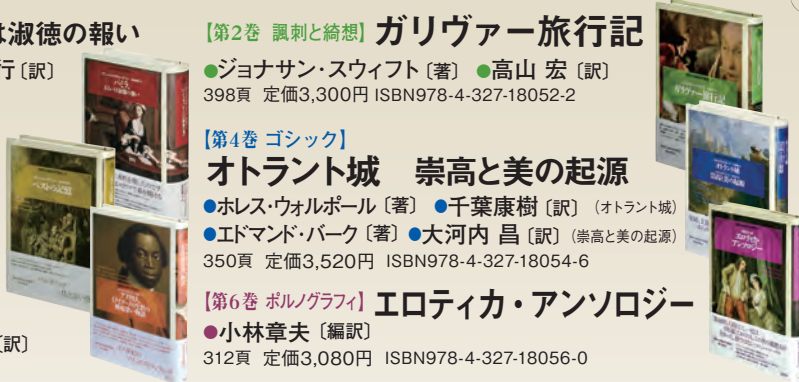 は淑徳の報い
行〔訳〕
〔訳〕
【第2巻 諷刺と綺想】ガリヴァー旅行記
●ジョナサン・スウィフト〔著〕 ●高山 宏〔訳〕
398頁 定価3,300円 ISBN978-4-327-18052-2
【第4巻 ゴシック】
オトラント城 崇高と美の起源
●ホレス・ウォルポール〔著〕 ●千葉康樹〔訳〕(オトラント城)
●エドマンド・バーク〔著〕 ●大河内 昌〔訳〕(崇高と美の起源)
350頁 定価3,520円 ISBN978-4-327-18054-6
【第6巻 ポルノグラフィ】エロティカ・アンソロジー
●小林章夫〔編訳〕
312頁 定価3,080円 ISBN978-4-327-18056-0